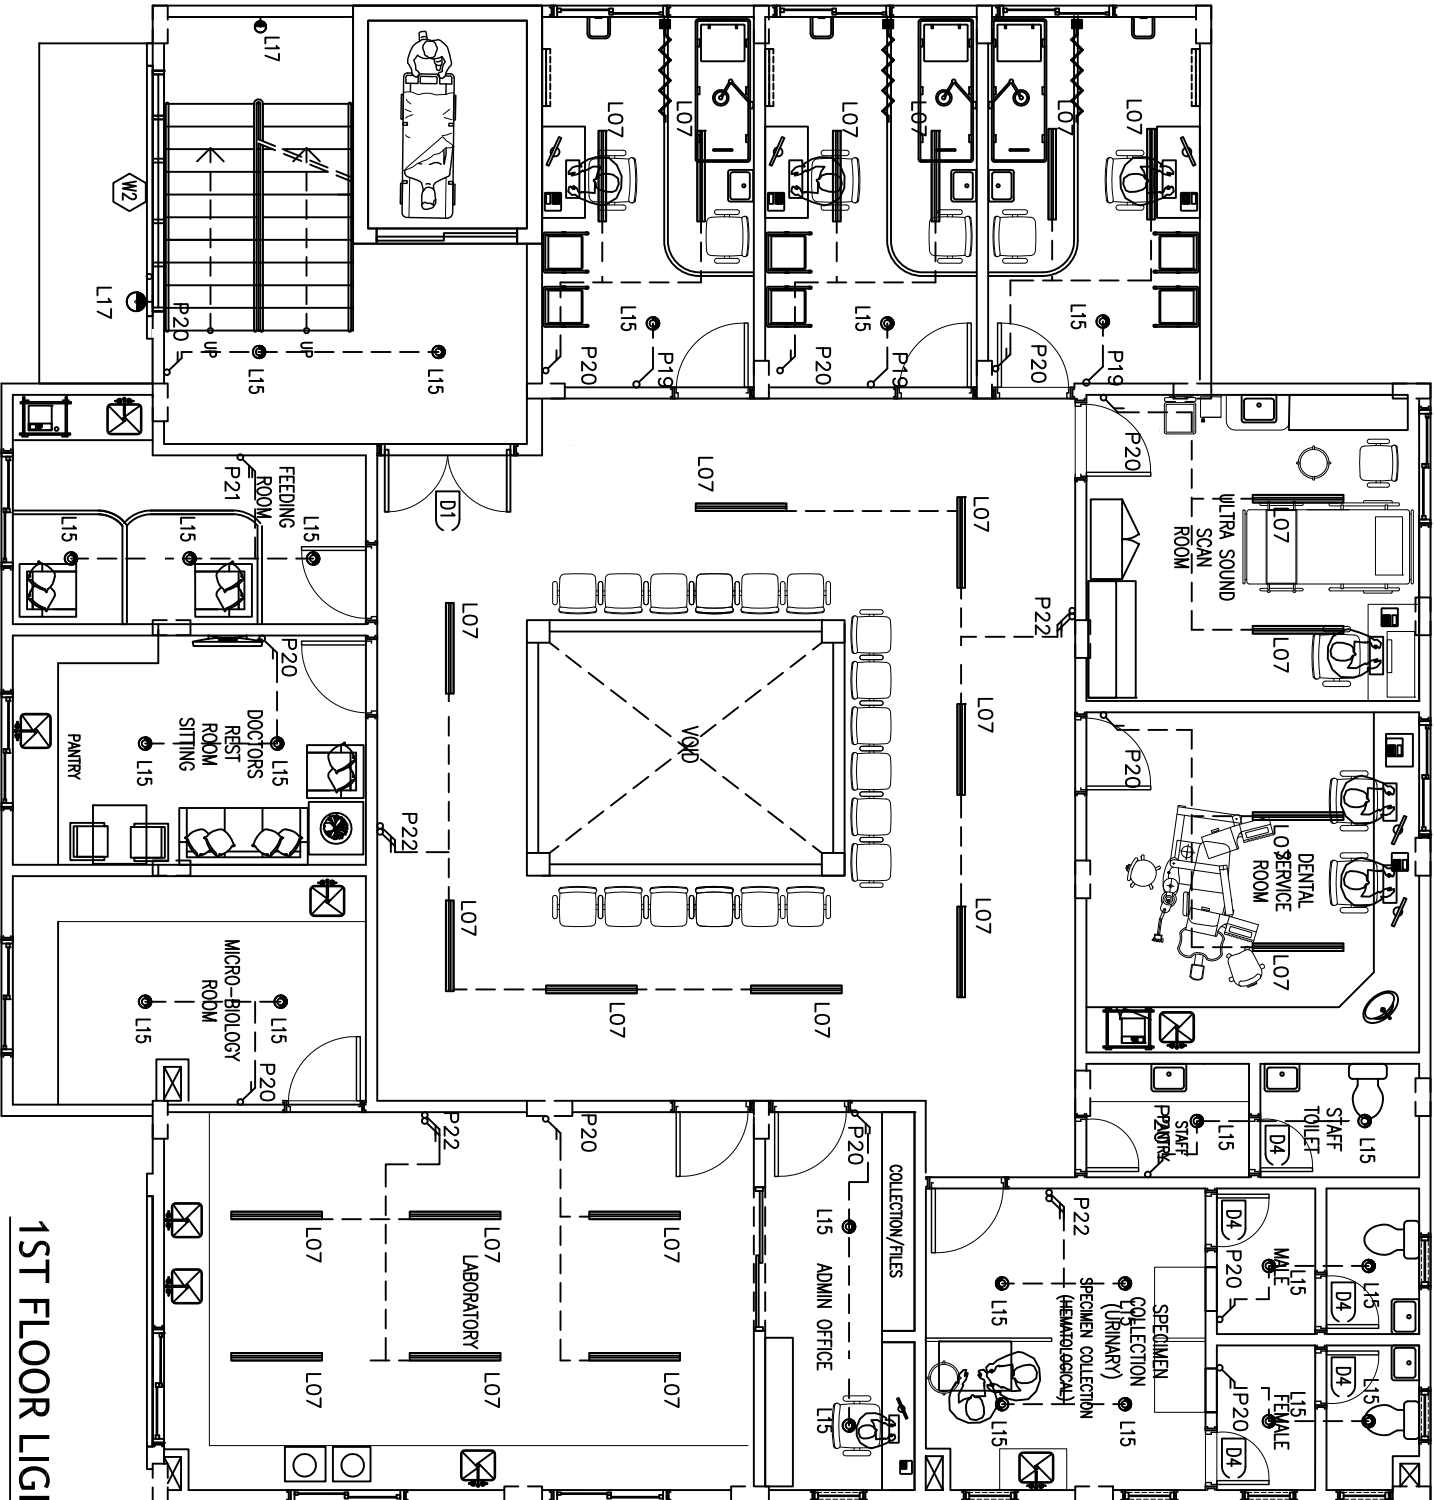 L17
W2
L17
P20
UP
UP
L15
L15
L07
L07
L15
P20
P19
L07
L07
L15
P20
P19
L07
L07
L15
P20
P19
FEEDING
ROOM
P21
L15
L15
L15
D1
L07
L07
L07
L07
L07
L07
L07
L07
L07
P22
P22
VOID
P20
ULTRA SOUND
SCAN
ROOM
L07
L07
P20
DENTAL
SERVICE
ROOM
L07
L07
P20
DOCTORS
REST
ROOM
SITTING
L15
L15
PANTRY
MICRO-BIOLOGY
ROOM
L15
L15
P20
STAFF
PANTRY
P20
L15
STAFF
TOILET
D4
L15
P22
P20
L07
L07
L07
LABORATORY
L07
L07
L07
P20
COLLECTION/FILES
L15
ADMIN OFFICE
L15
P22
L15
L15
SPECIMEN
COLLECTION
(URINARY)
SPECIMEN COLLECTION
(HEMATOLOGICAL)
L15
L15
D4
P20
MALE
L15
D4
L15
D4
P20
FEMALE
L15
D4
L15
1ST FLOOR LIGH